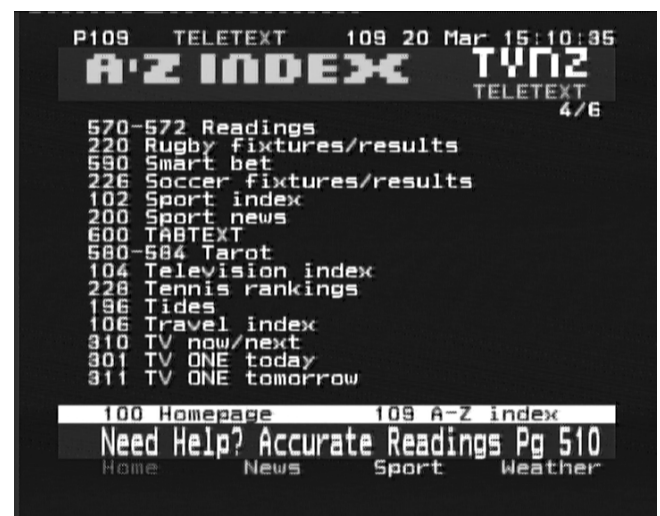 P109 TELETEXT 109 20 Mar 15:10:35
A-Z INDEX TVNZ
TELETEXT
4/6
570-572 Readings
220 Rugby fixtures/results
590 Smart bet
226 Soccer fixtures/results
102 Sport index
200 Sport news
600 TABTEXT
580-584 Tarot
104 Television index
228 Tennis rankings
196 Tides
106 Travel index
310 TV now/next
301 TV ONE today
311 TV ONE tomorrow
100 Homepage 109 A-Z index
Need Help? Accurate Readings Pg 510
Home News Sport Weather